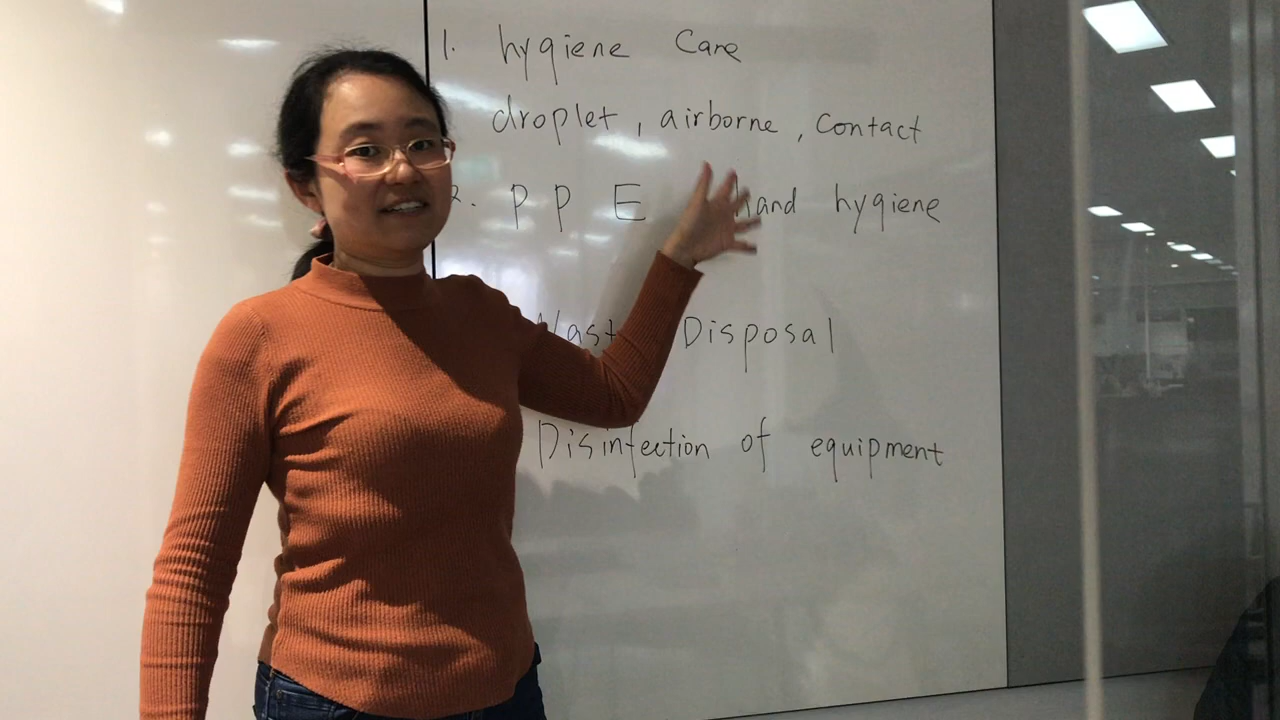 1. hygiene Care
droplet, airborne, contact
2. P P E hand hygiene
Disposal
Disinfection of equipment